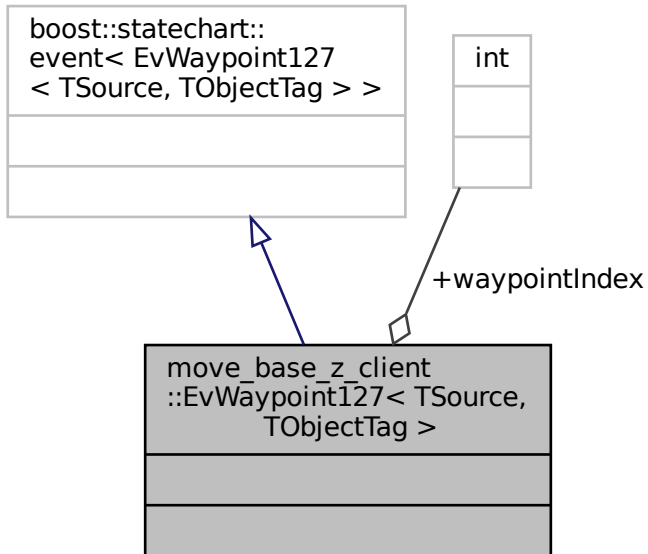 boost::statechart::
event< EvWaypoint127
< TSource, TObjectTag > >
int
+waypointIndex
move_base_z_client
::EvWaypoint127< TSource,
TObjectTag >